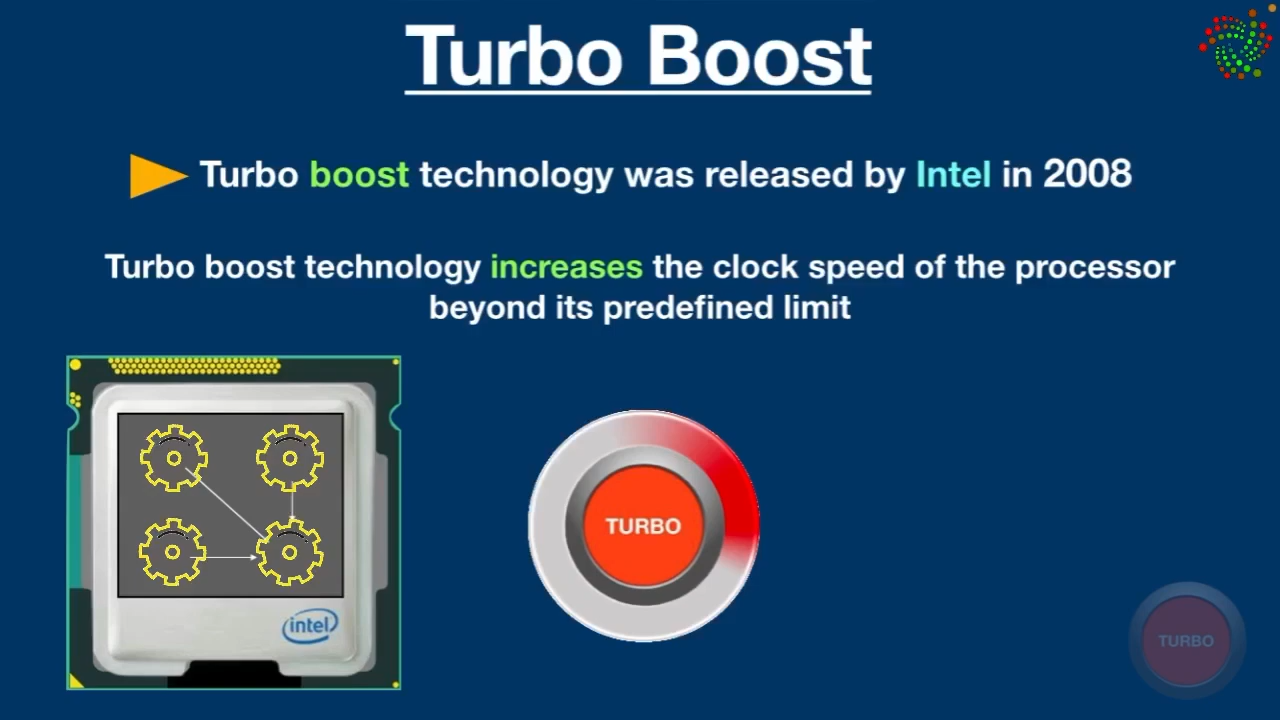 Turbo Boost
Turbo boost technology was released by Intel in 2008
Turbo boost technology increases the clock speed of the processor
beyond its predefined limit
TURBO
intel
TURBO